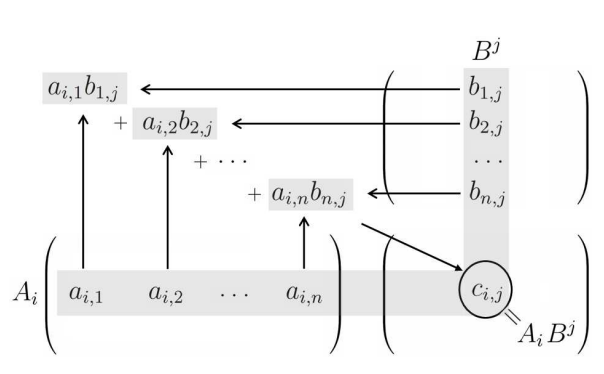 B^j
a_{i,1}b_{1,j} b_{1,j}
+ a_{i,2}b_{2,j} b_{2,j}
+ ··· ···
+ a_{i,n}b_{n,j} b_{n,j}
A_i a_{i,1} a_{i,2} ··· a_{i,n} c_{i,j}
= A_i B^j